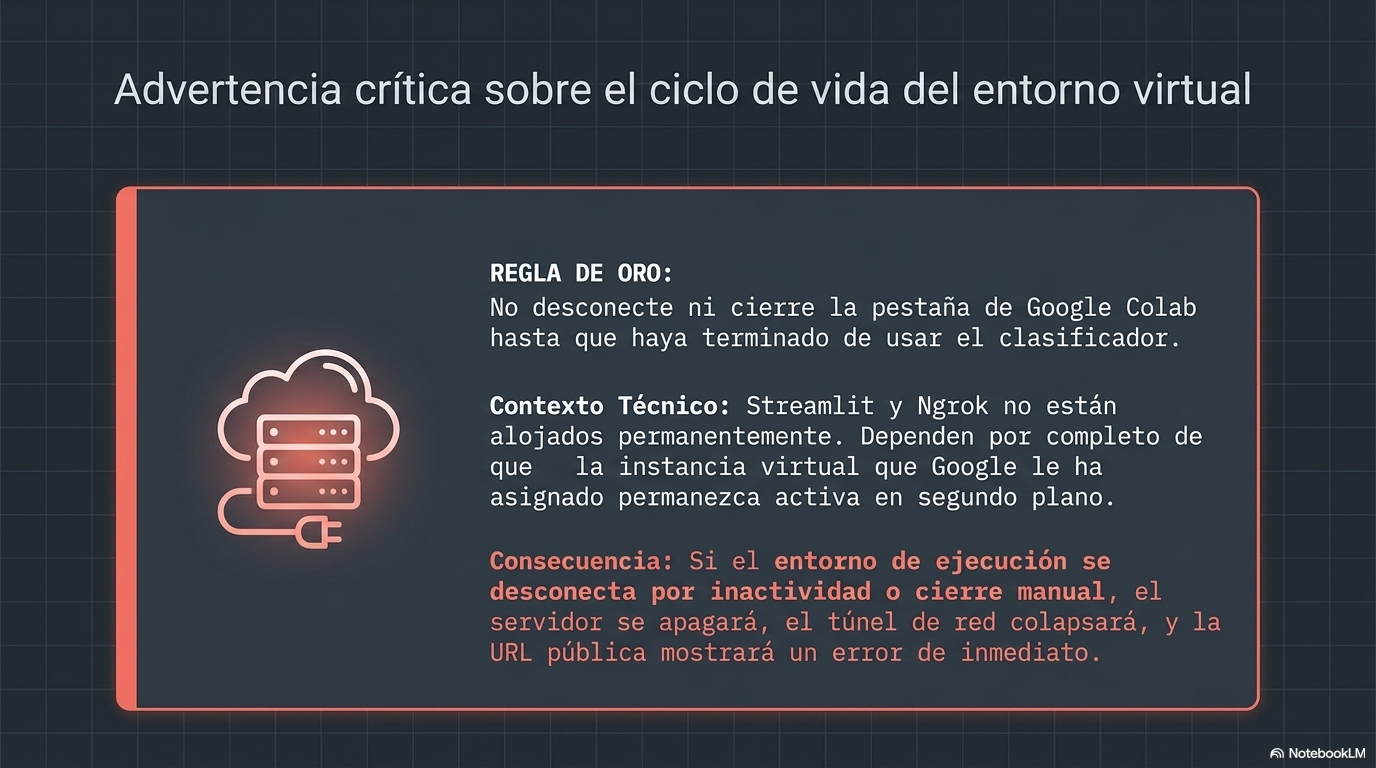 Advertencia crítica sobre el ciclo de vida del entorno virtual
REGLA DE ORO:
No desconecte ni cierre la pestaña de Google Colab
hasta que haya terminado de usar el clasificador.
Contexto Técnico: Streamlit y Ngrok no están
alojados permanentemente. Dependen por completo de
que la instancia virtual que Google le ha
asignado permanezca activa en segundo plano.
Consecuencia: Si el entorno de ejecución se
desconecta por inactividad o cierre manual, el
servidor se apagará, el túnel de red colapsará, y la
URL pública mostrará un error de inmediato.
NotebookLM